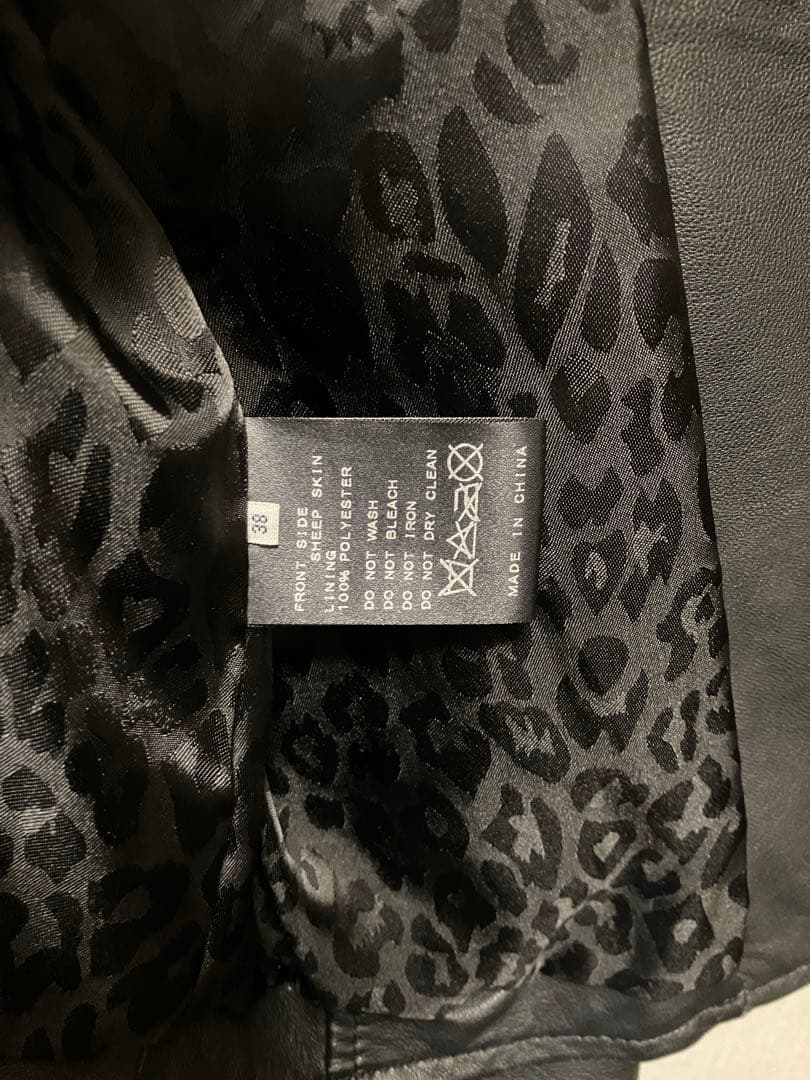 38
FRONT SIDE
SHEEP SKIN
LINING
100% POLYESTER
DO NOT WASH
DO NOT BLEACH
DO NOT IRON
DO NOT DRY CLEAN
MADE IN CHINA